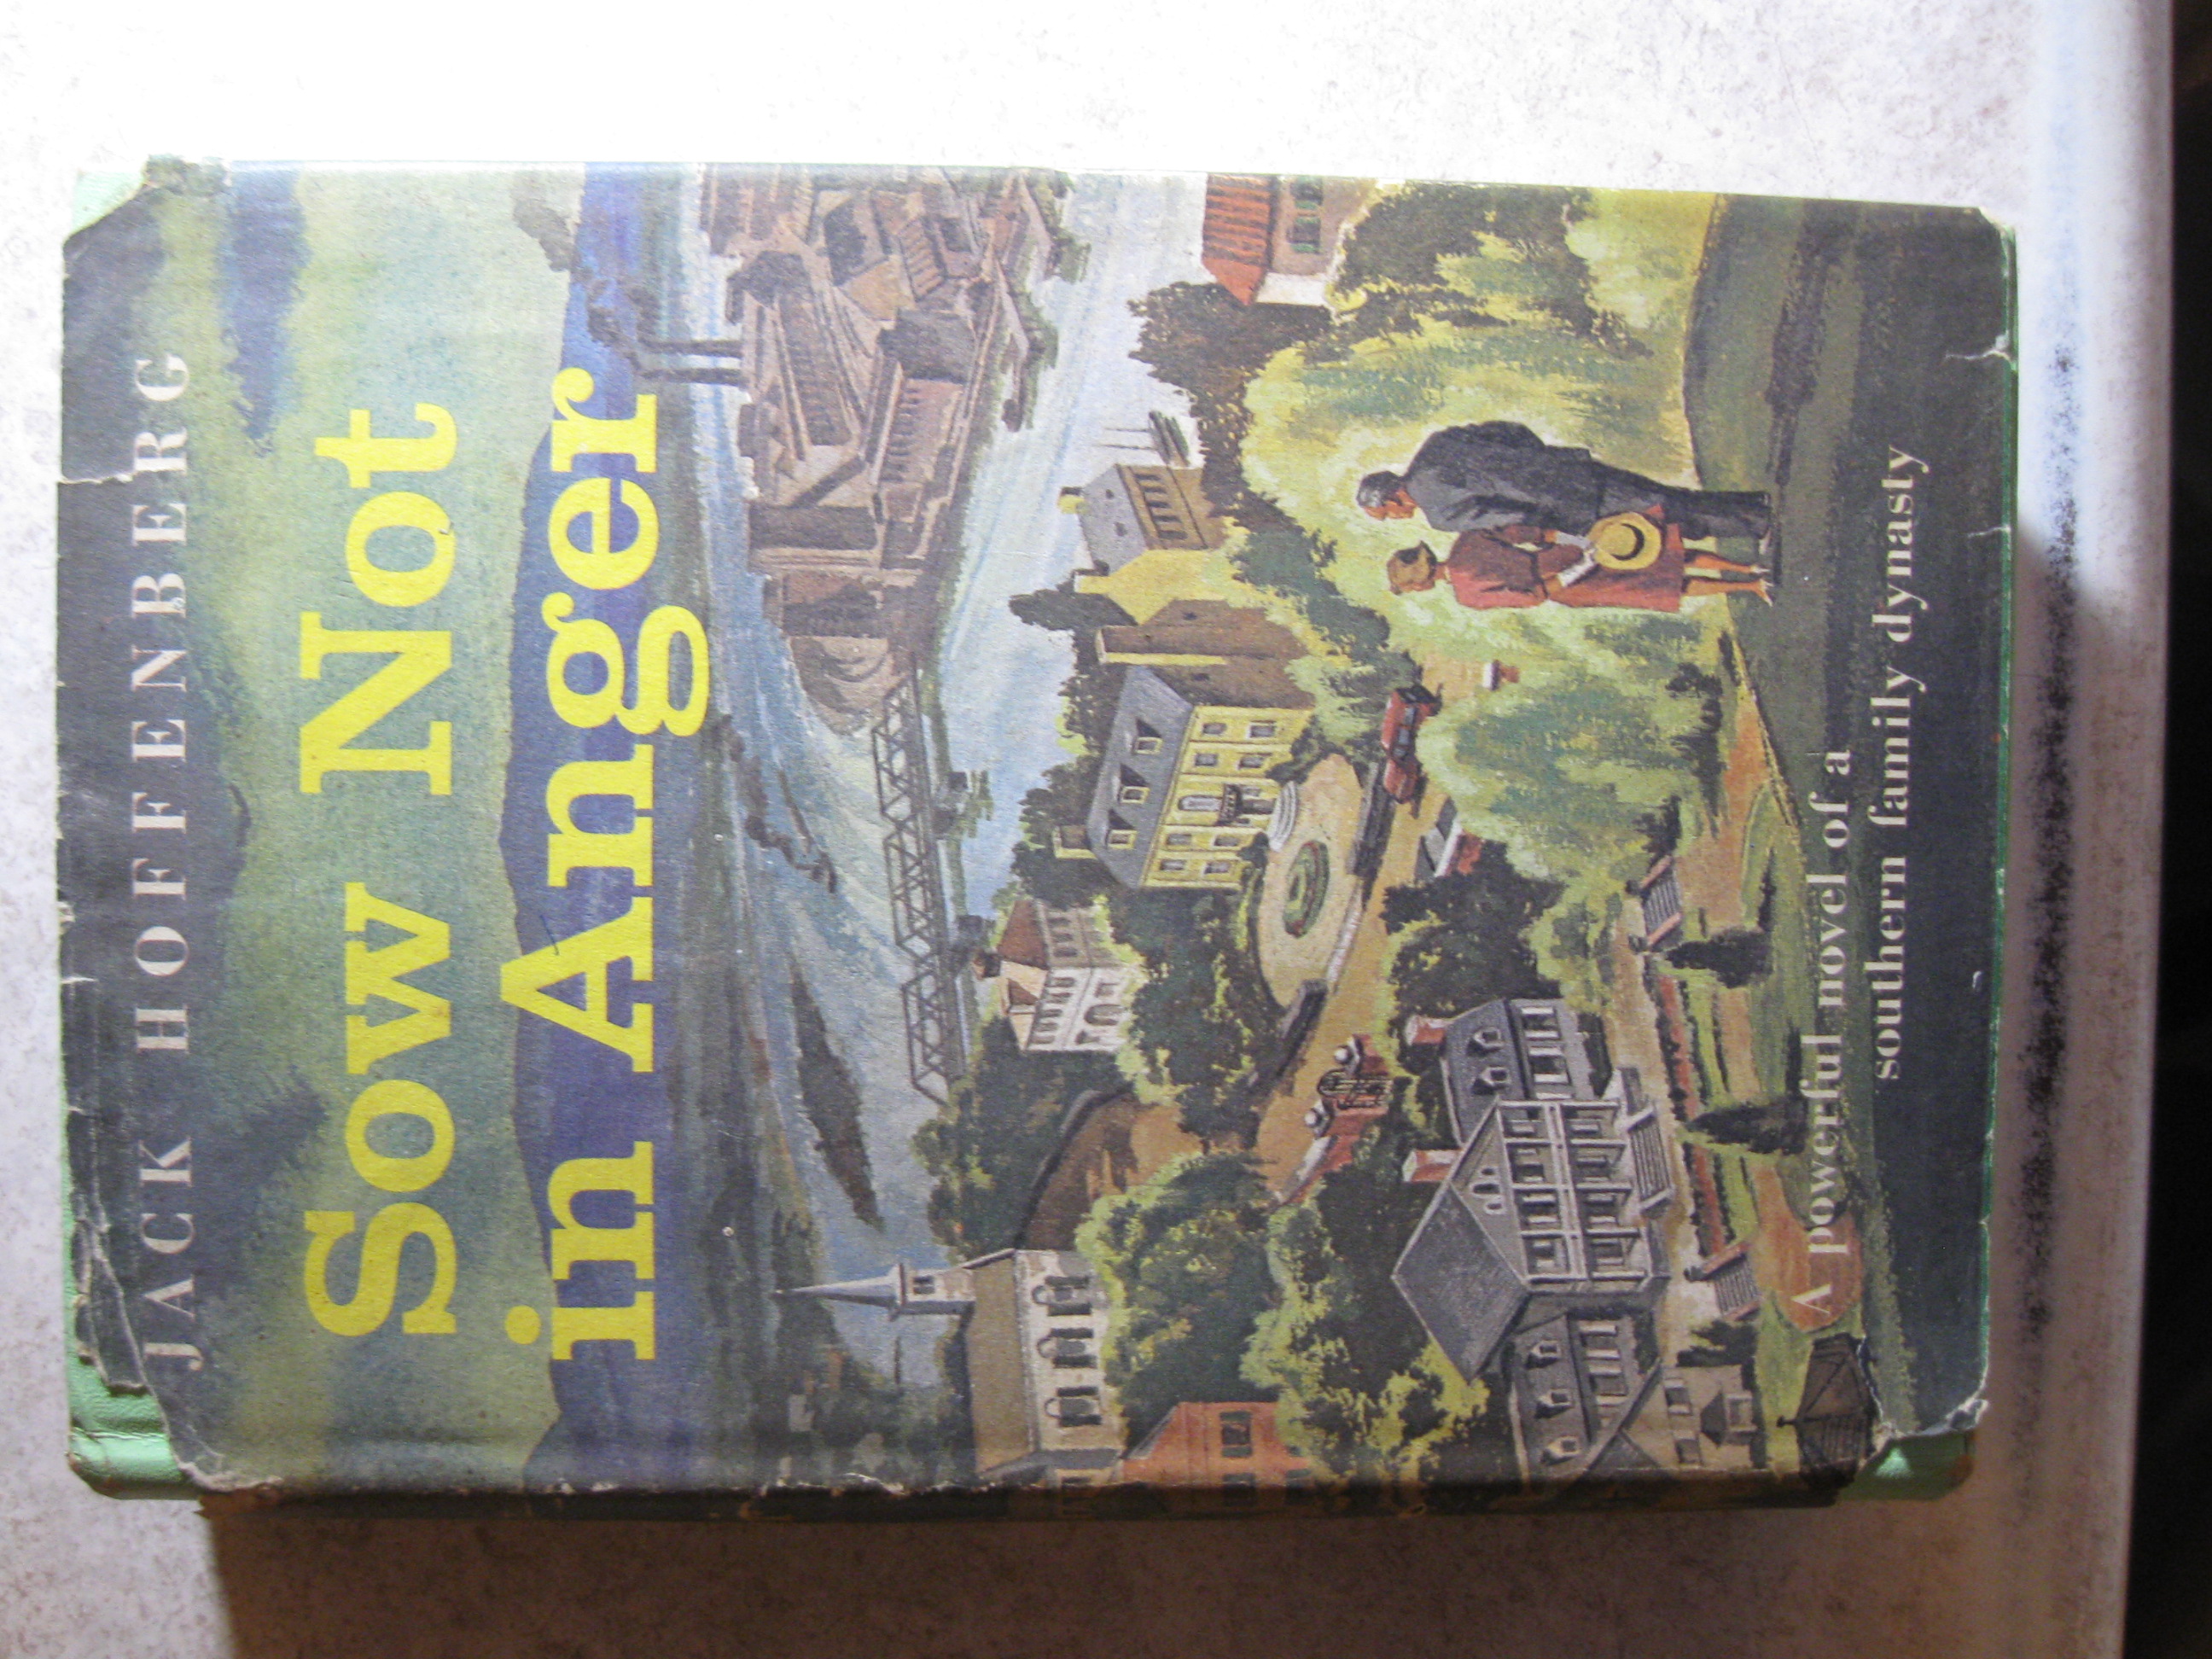 JACK HOFFENBERG
Sow Not
in Anger
A powerful novel of a
southern family dynasty